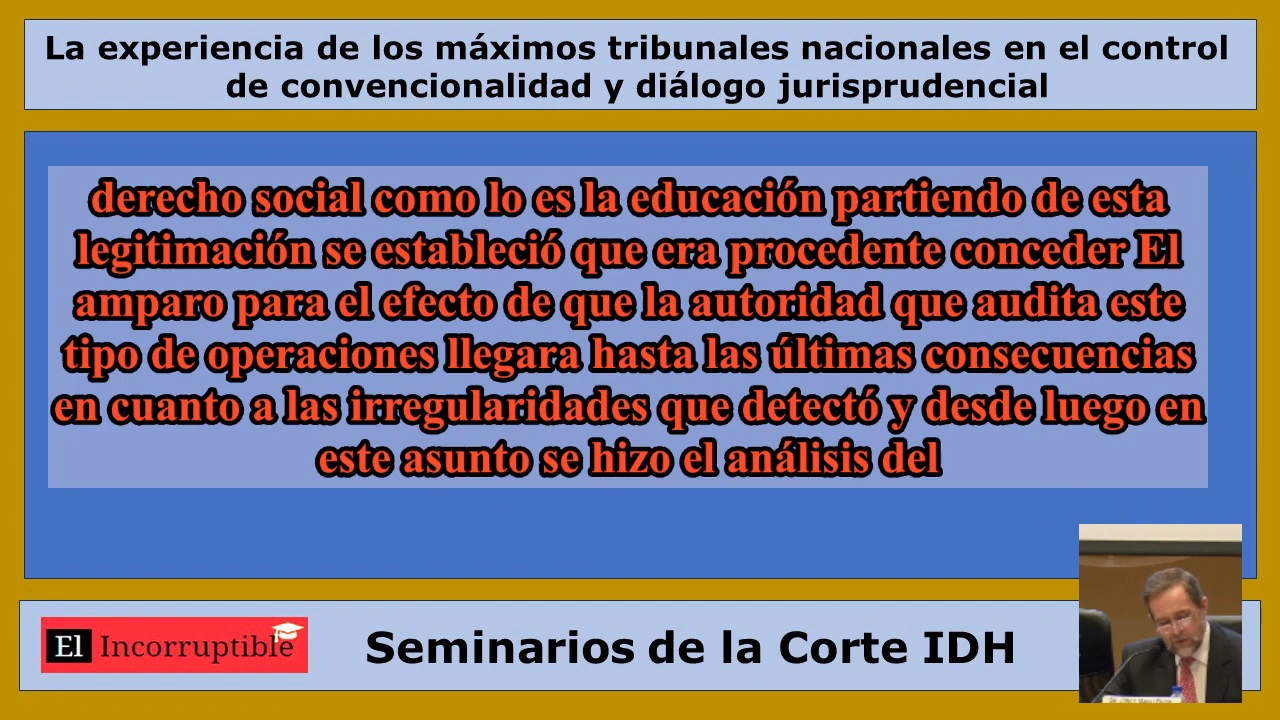 La experiencia de los máximos tribunales nacionales en el control
de convencionalidad y diálogo jurisprudencial
derecho social como lo es la educación partiendo de esta
legitimación se estableció que era procedente conceder El
amparo para el efecto de que la autoridad que audita este
tipo de operaciones llegara hasta las últimas consecuencias
en cuanto a las irregularidades que detectó y desde luego en
este asunto se hizo el análisis del
El Incorruptible
Seminarios de la Corte IDH